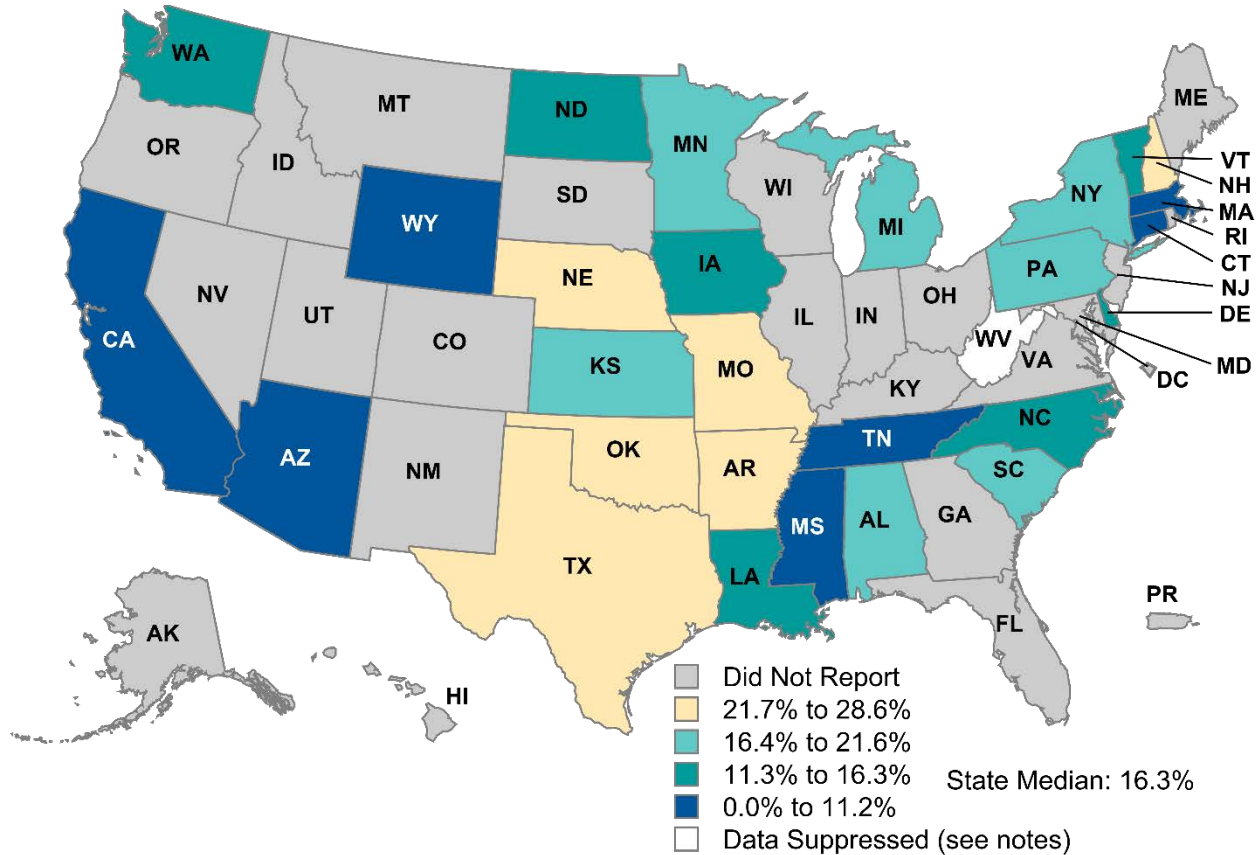 WA
MT
ND
MN
ME
OR
ID
SD
WI
VT
NH
NY
MA
WY
MI
RI
CT
IA
PA
NE
NJ
NV
OH
DE
UT
IL
IN
CA
CO
WV
KS
MO
VA
MD
KY
DC
NC
TN
AZ
OK
NM
AR
SC
MS
AL
GA
TX
LA
PR
FL
AK
HI
Did Not Report
21.7% to 28.6%
16.4% to 21.6%
11.3% to 16.3%
State Median: 16.3%
0.0% to 11.2%
Data Suppressed (see notes)